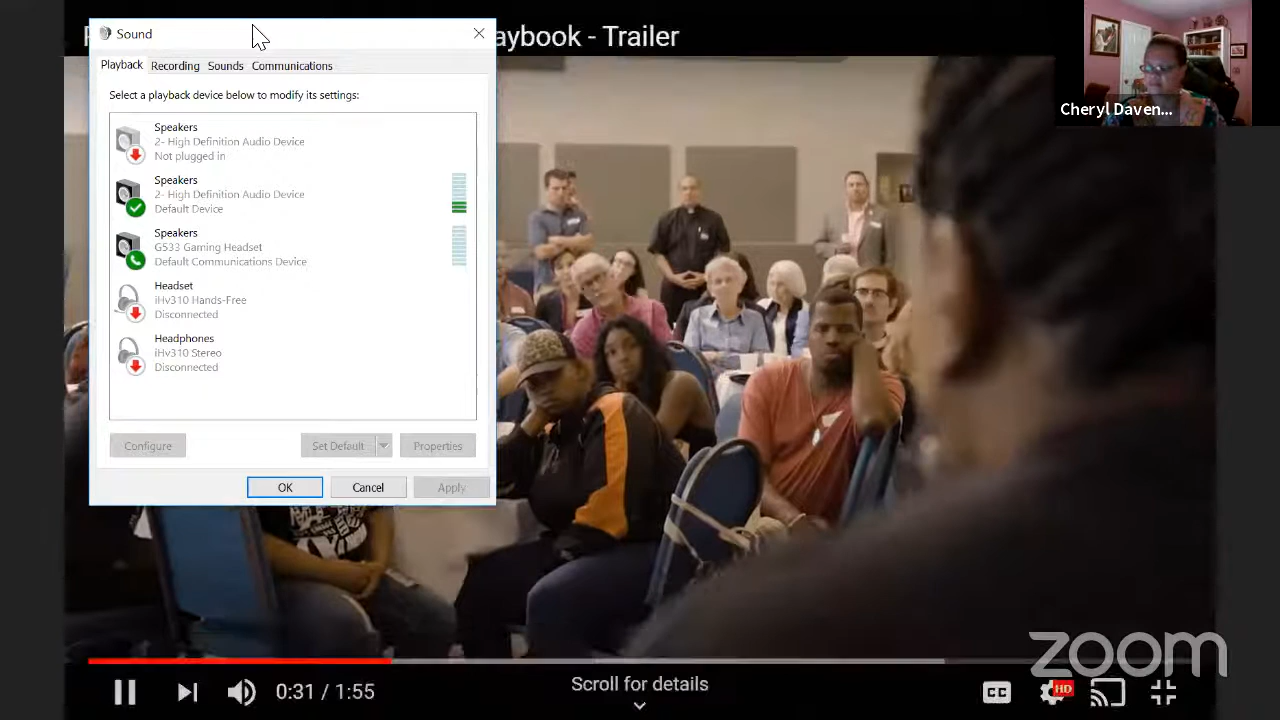 Sound
aybook - Trailer
Playback Recording Sounds Communications
Select a playback device below to modify its settings:
Speakers
2- High Definition Audio Device
Not plugged in
Speakers
2- High Definition Audio Device
Default Device
Speakers
G533 Gaming Headset
Default Communications Device
Headset
iHv310 Hands-Free
Disconnected
Headphones
iHv310 Stereo
Disconnected
Configure Set Default Properties
OK Cancel Apply
Cheryl Daven...
zoom
0:31 / 1:55
Scroll for details
CC
HD